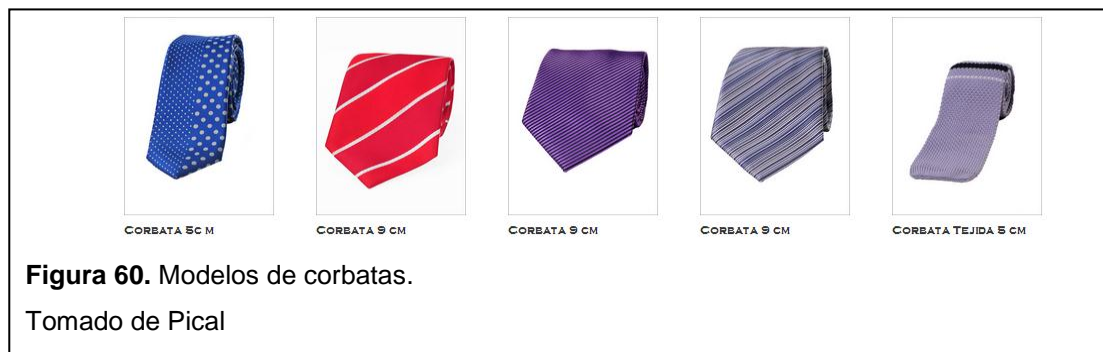 CORBATA 5C M
CORBATA 9 CM
CORBATA 9 CM
CORBATA 9 CM
CORBATA TEJIDA 5 CM
Figura 60. Modelos de corbatas.
Tomado de Pical